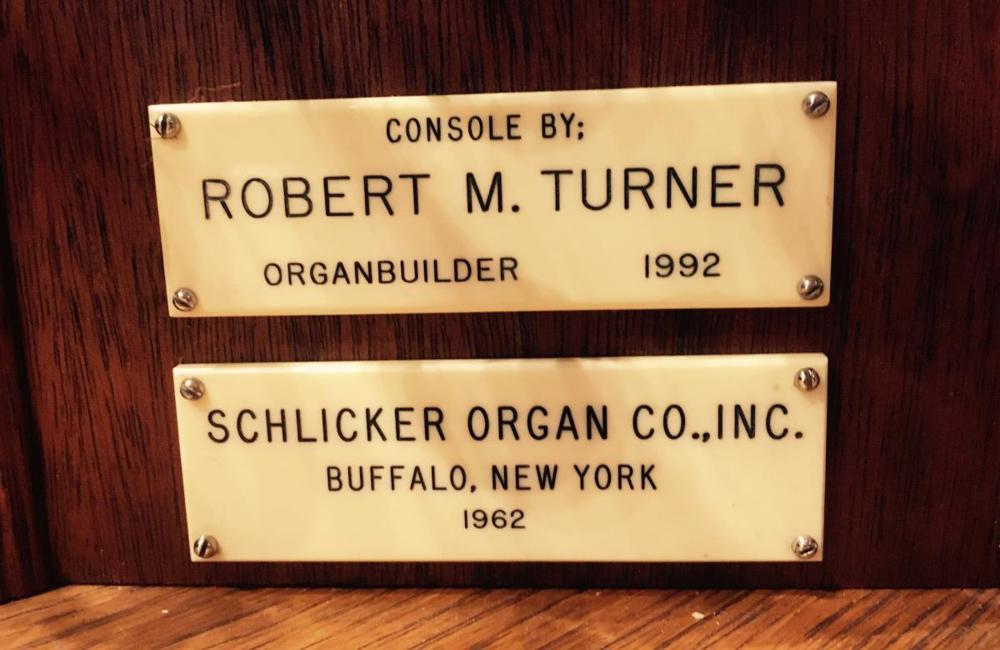 CONSOLE BY:
ROBERT M. TURNER
ORGANBUILDER 1992
SCHLICKER ORGAN CO.,INC.
BUFFALO, NEW YORK
1962